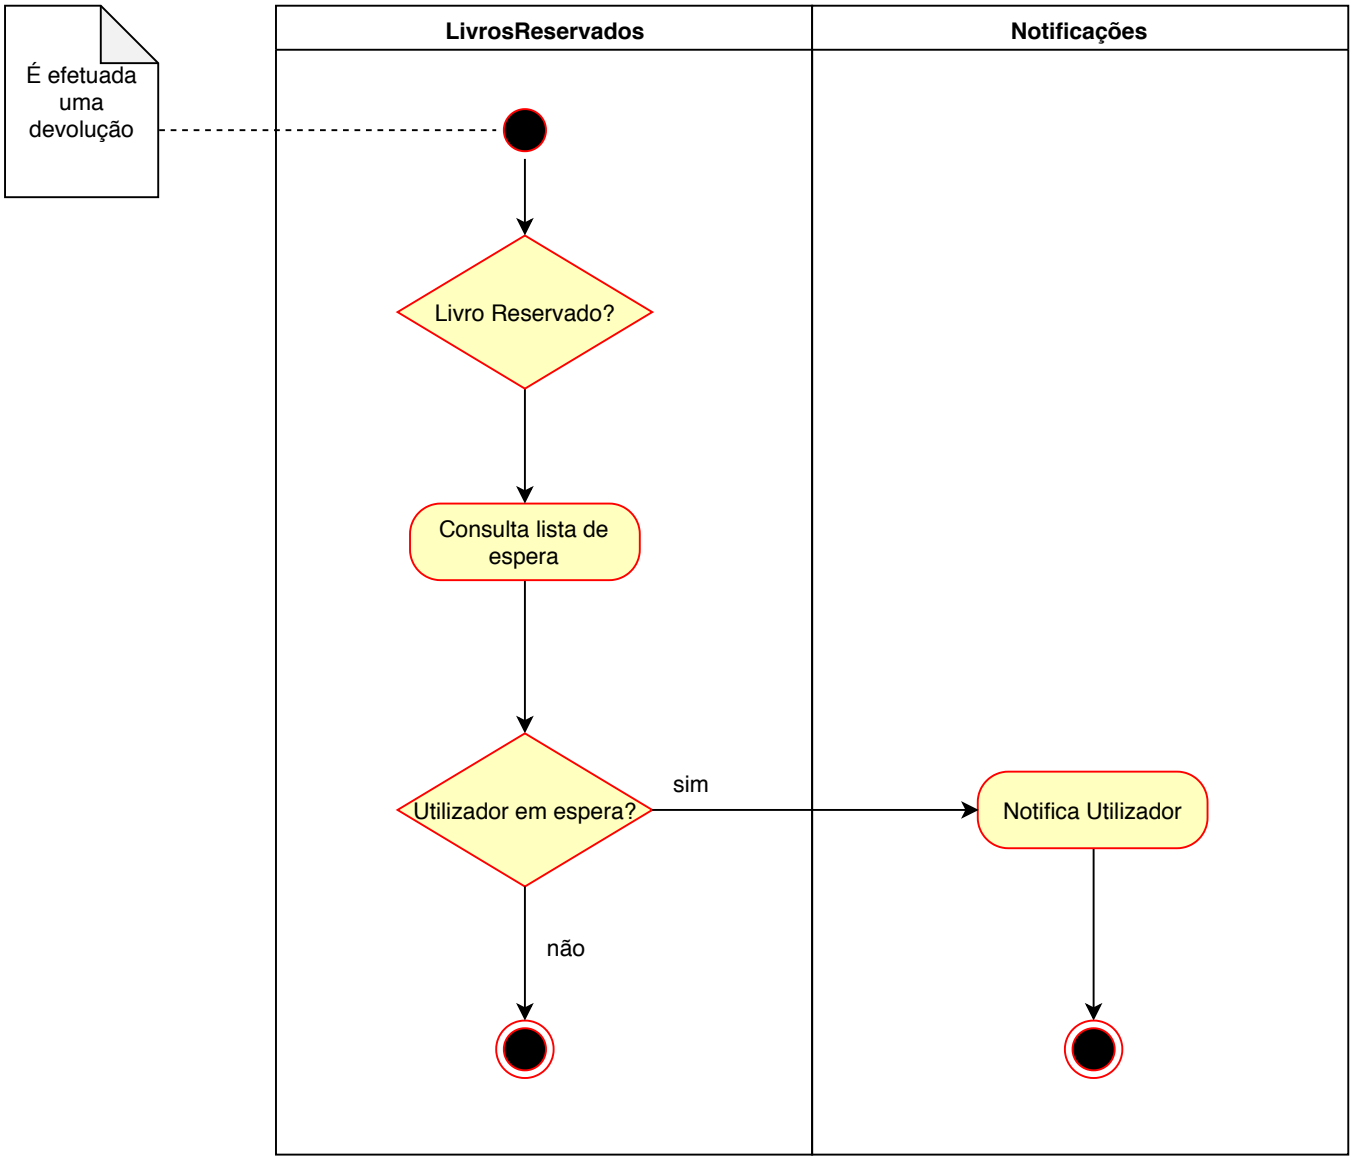 É efetuada
uma
devolução
LivrosReservados
Notificações
Livro Reservado?
Consulta lista de
espera
Utilizador em espera?
sim
Notifica Utilizador
não